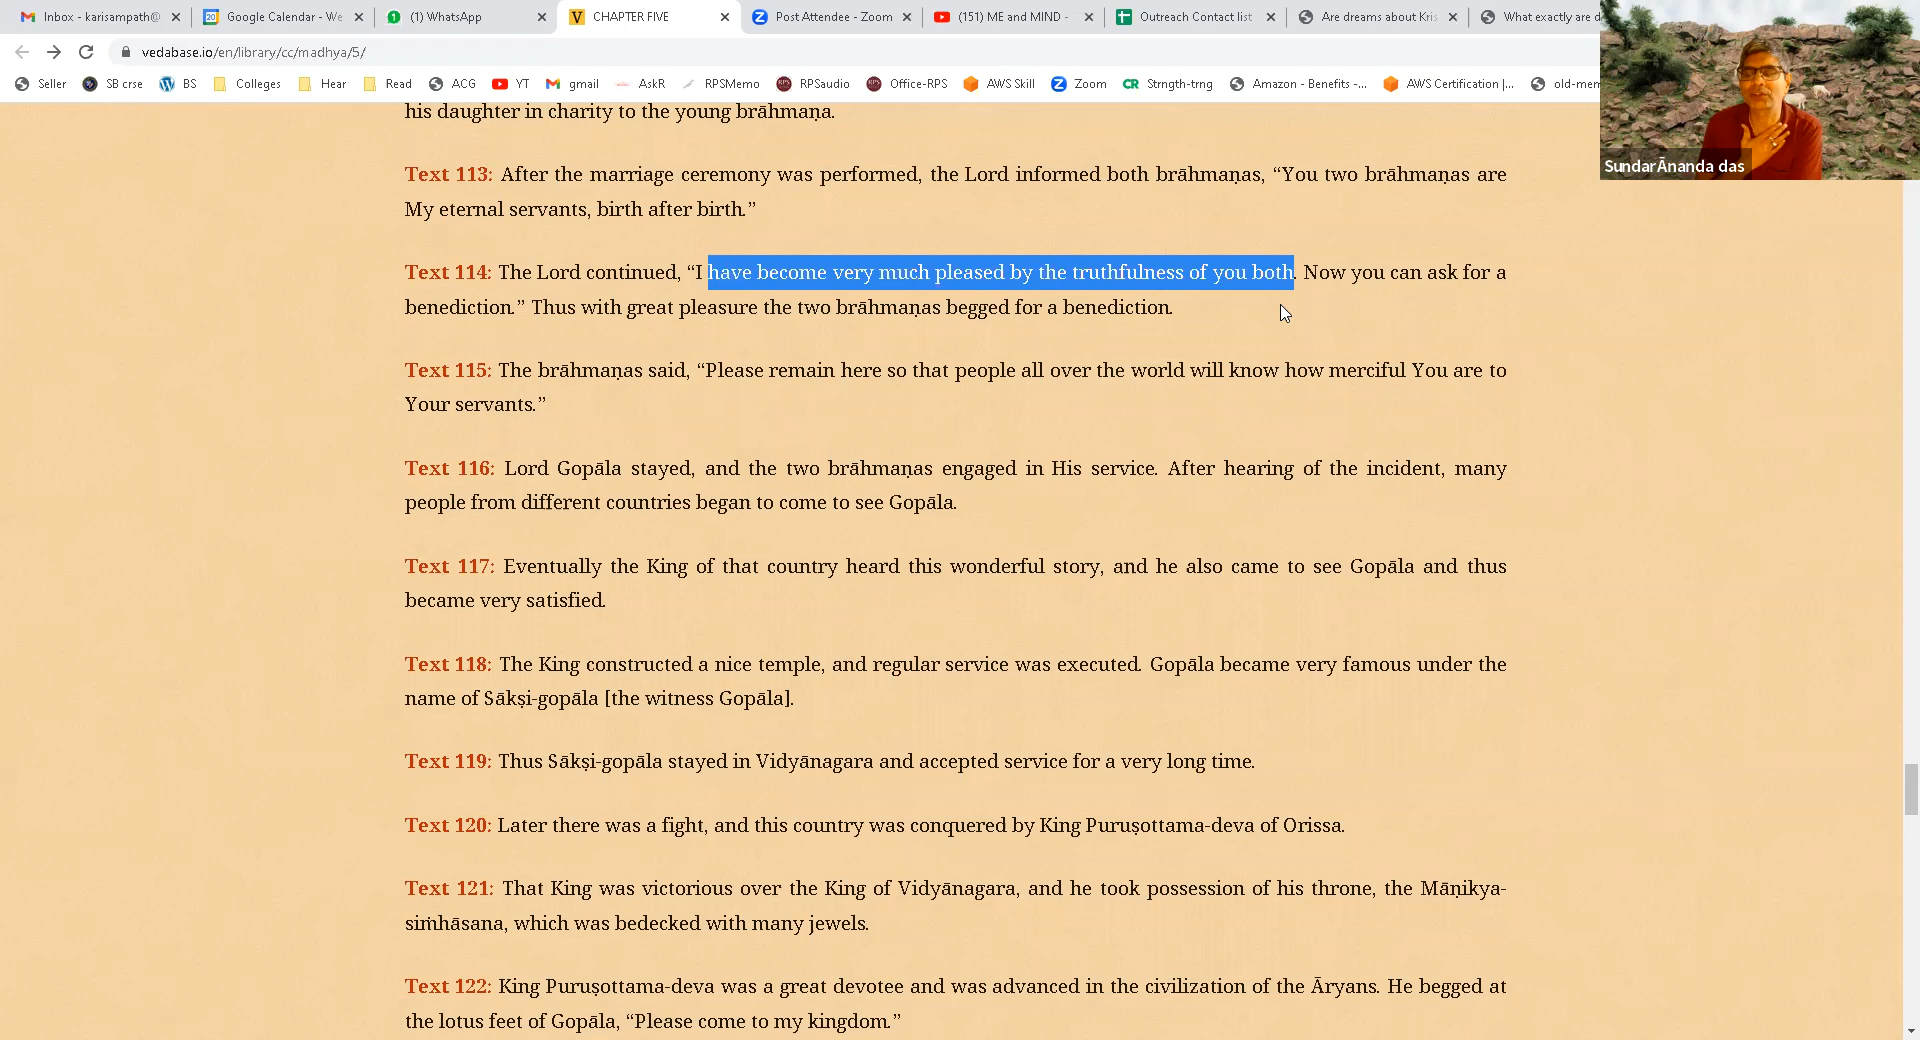 Inbox - karisampath@
Google Calendar - We
(1) WhatsApp
CHAPTER FIVE
Post Attendee - Zoom
(151) ME and MIND -
Outreach Contact list
Are dreams about Kris
What exactly are d
vedabase.io/en/library/cc/madhya/5/
Seller
SB crse
BS
Colleges
Hear
Read
ACG
YT
gmail
AskR
RPSMemo
RPSaudio
Office-RPS
AWS Skill
Zoom
Strngth-trng
Amazon - Benefits -...
AWS Certification |...
old-mem
SundarĀnanda das
his daughter in charity to the young brāhmaṇa.
Text 113: After the marriage ceremony was performed, the Lord informed both brāhmaṇas, “You two brāhmaṇas are
My eternal servants, birth after birth.”
Text 114: The Lord continued, “I have become very much pleased by the truthfulness of you both. Now you can ask for a
benediction.” Thus with great pleasure the two brāhmaṇas begged for a benediction.
Text 115: The brāhmaṇas said, “Please remain here so that people all over the world will know how merciful You are to
Your servants.”
Text 116: Lord Gopāla stayed, and the two brāhmaṇas engaged in His service. After hearing of the incident, many
people from different countries began to come to see Gopāla.
Text 117: Eventually the King of that country heard this wonderful story, and he also came to see Gopāla and thus
became very satisfied.
Text 118: The King constructed a nice temple, and regular service was executed. Gopāla became very famous under the
name of Sākṣi-gopāla [the witness Gopāla].
Text 119: Thus Sākṣi-gopāla stayed in Vidyānagara and accepted service for a very long time.
Text 120: Later there was a fight, and this country was conquered by King Puruṣottama-deva of Orissa.
Text 121: That King was victorious over the King of Vidyānagara, and he took possession of his throne, the Māṇikya-
siṁhāsana, which was bedecked with many jewels.
Text 122: King Puruṣottama-deva was a great devotee and was advanced in the civilization of the Āryans. He begged at
the lotus feet of Gopāla, “Please come to my kingdom.”